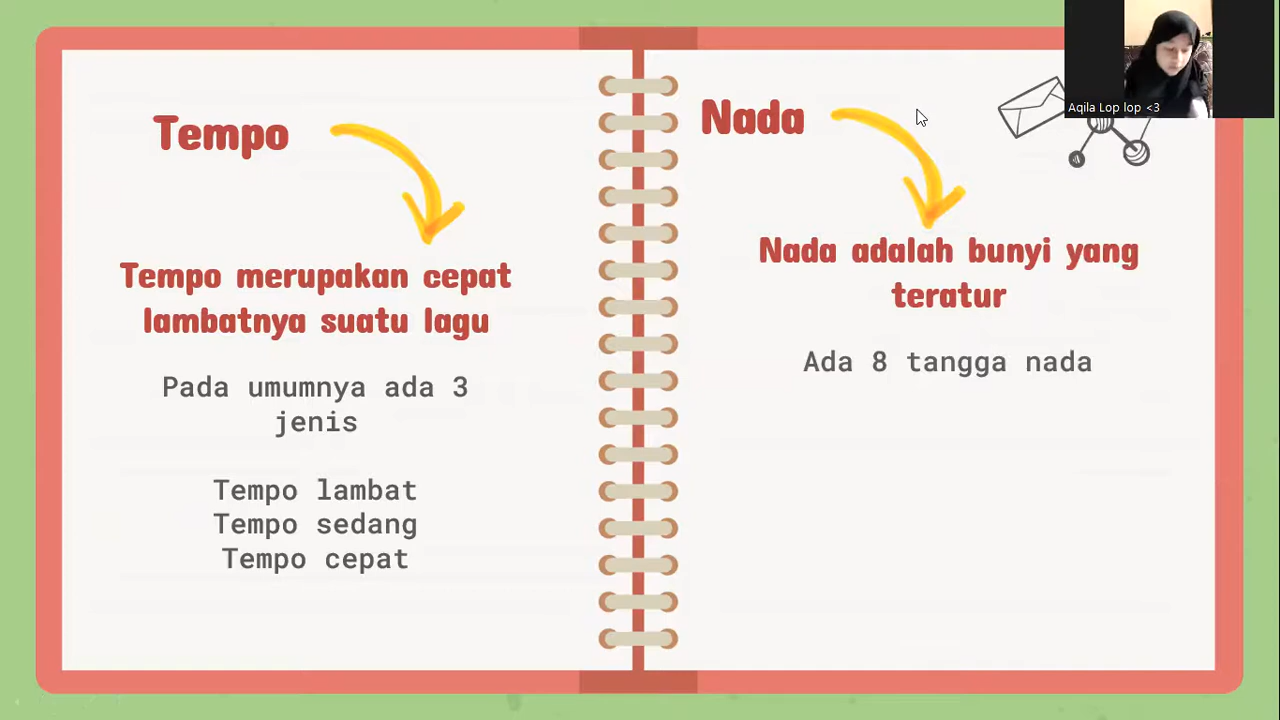 Tempo
Tempo merupakan cepat
lambatnya suatu lagu
Pada umumnya ada 3
jenis
Tempo lambat
Tempo sedang
Tempo cepat
Nada
Nada adalah bunyi yang
teratur
Ada 8 tangga nada
Aqila Lop lop <3